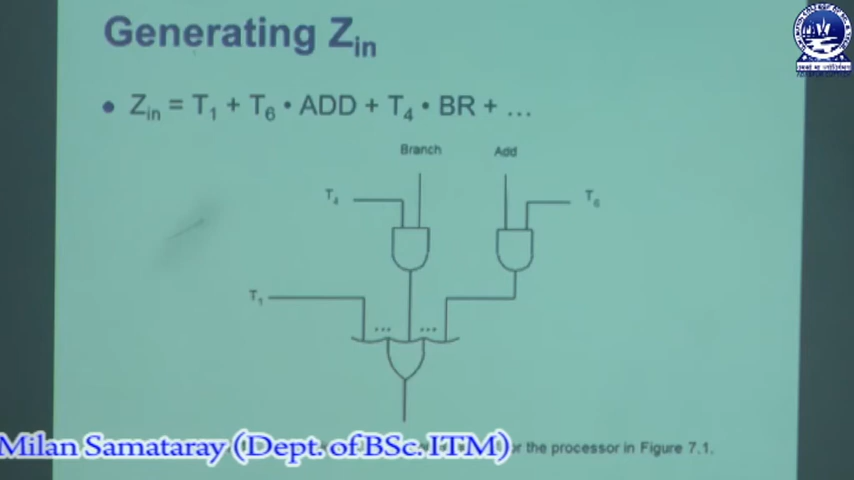 Generating Zin
• Zin = T1 + T6 • ADD + T4 • BR + …
Branch Add
T4 T6
T1
... ...
Milan Samataray (Dept. of BSc. ITM) or the processor in Figure 7.1.